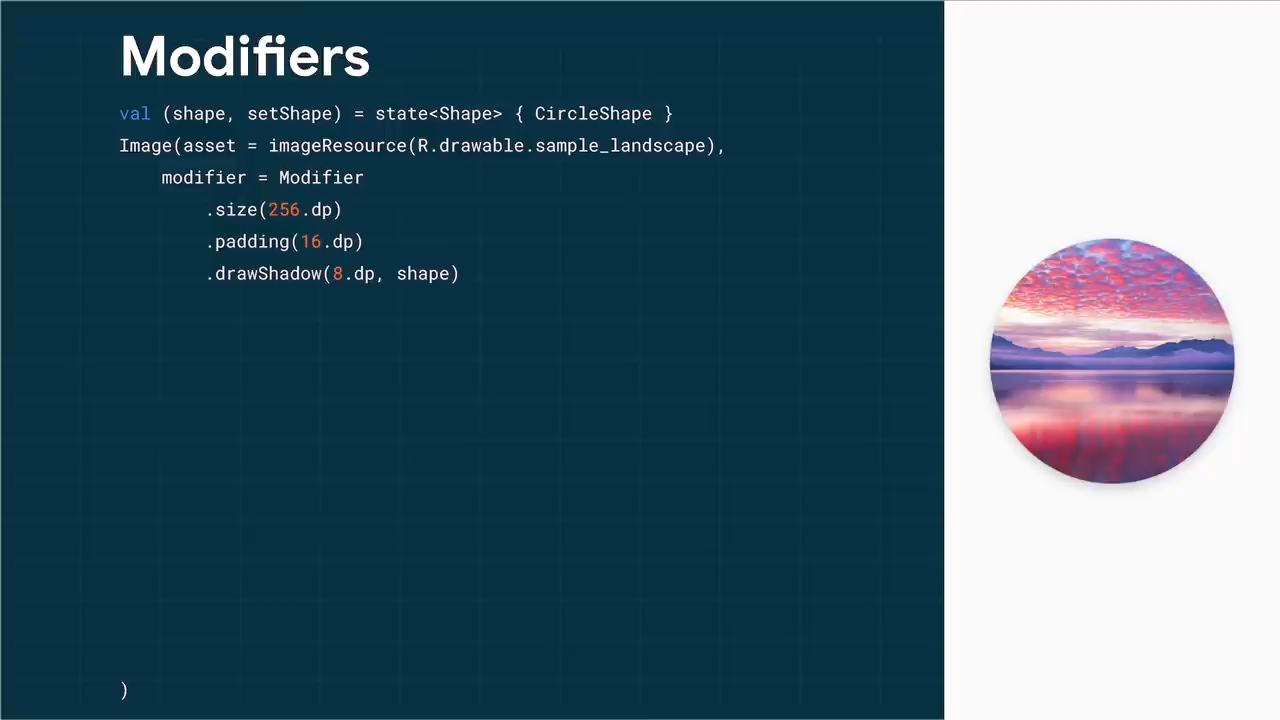 Modifiers
val (shape, setShape) = state<Shape> { CircleShape }
Image(asset = imageResource(R.drawable.sample_landscape),
    modifier = Modifier
        .size(256.dp)
        .padding(16.dp)
        .drawShadow(8.dp, shape)
)